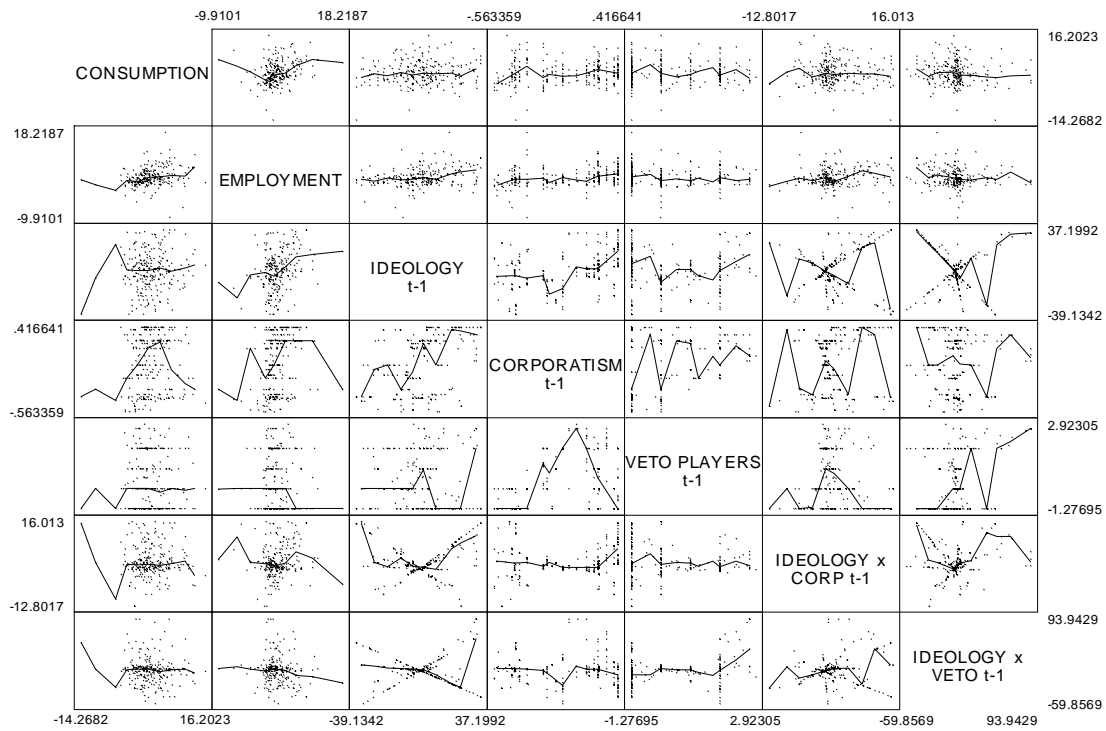 -9.9101 18.2187 -.563359 .416641 -12.8017 16.013
16.2023
CONSUMPTION
-14.2682
18.2187
EMPLOYMENT
-9.9101
37.1992
IDEOLOGY
t-1
-39.1342
.416641
CORPORATISM
t-1
-.563359
2.92305
VETO PLAYERS
t-1
-1.27695
16.013
IDEOLOGY x
CORP t-1
-12.8017
93.9429
IDEOLOGY x
VETO t-1
-59.8569
-14.2682 16.2023 -39.1342 37.1992 -1.27695 2.92305 -59.8569 93.9429